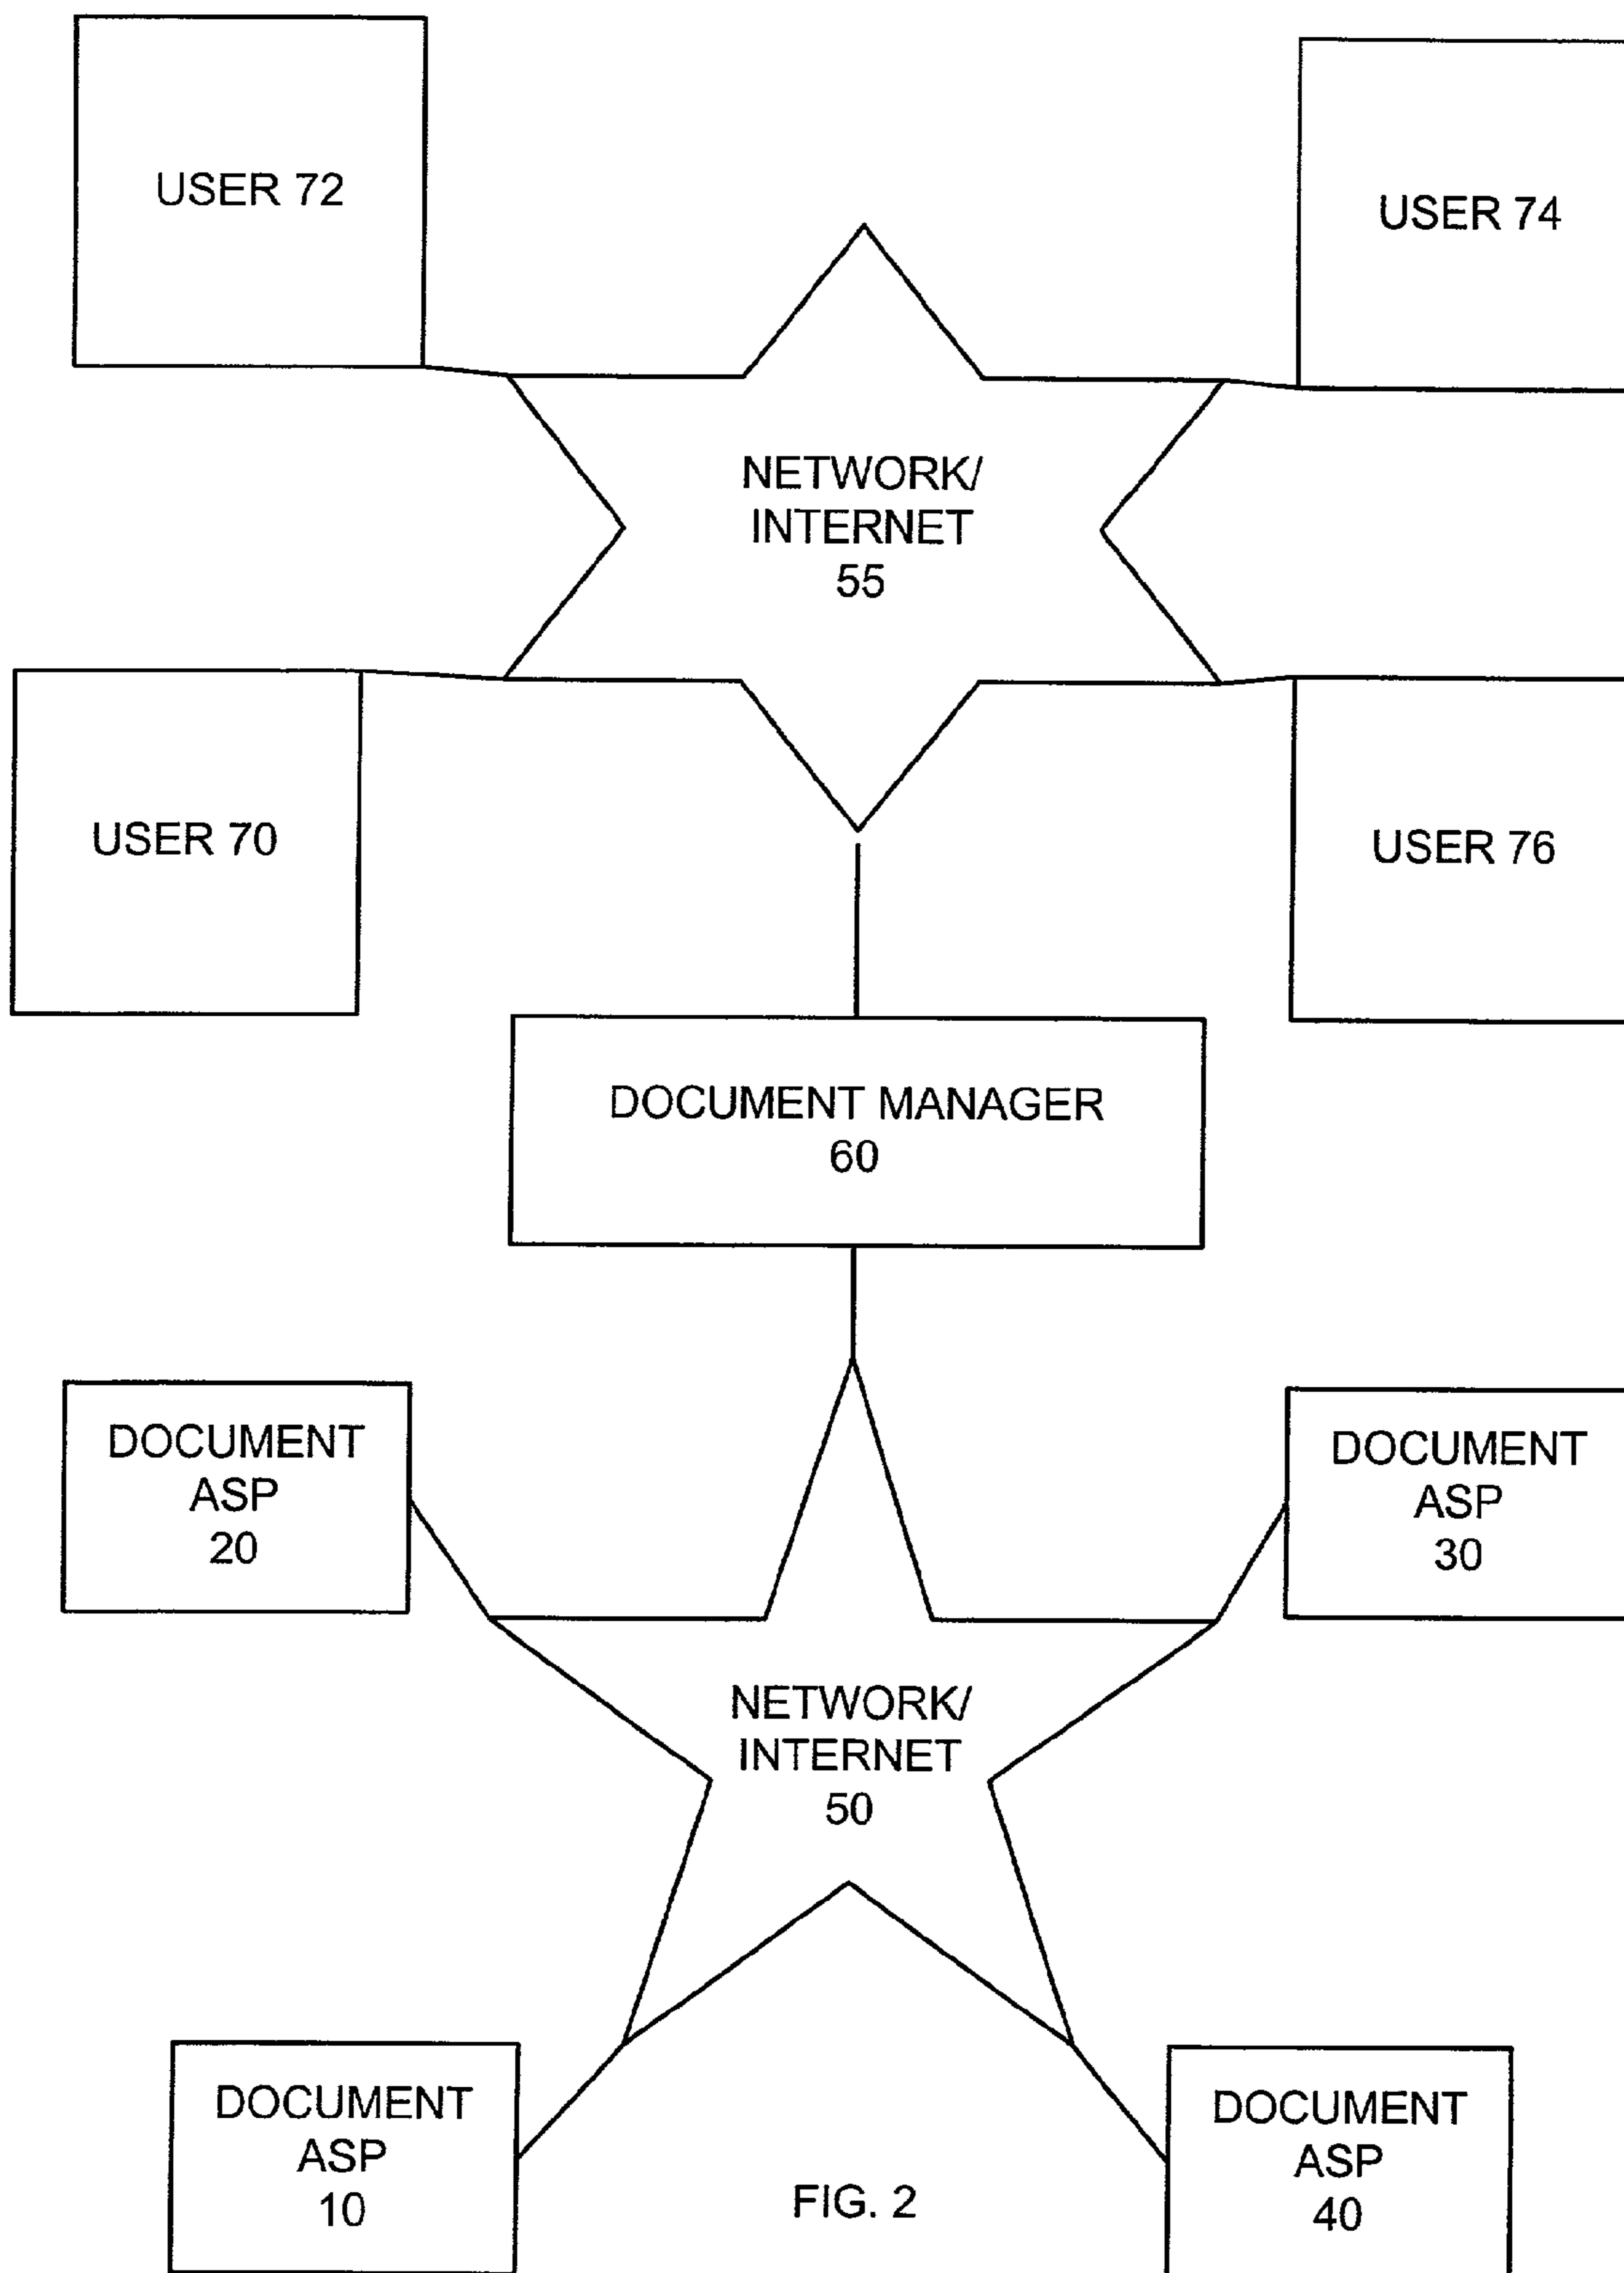 USER 72
USER 74
NETWORK/
INTERNET
55
USER 70
USER 76
DOCUMENT MANAGER
60
DOCUMENT
ASP
20
DOCUMENT
ASP
30
NETWORK/
INTERNET
50
DOCUMENT
ASP
10
DOCUMENT
ASP
40
FIG. 2